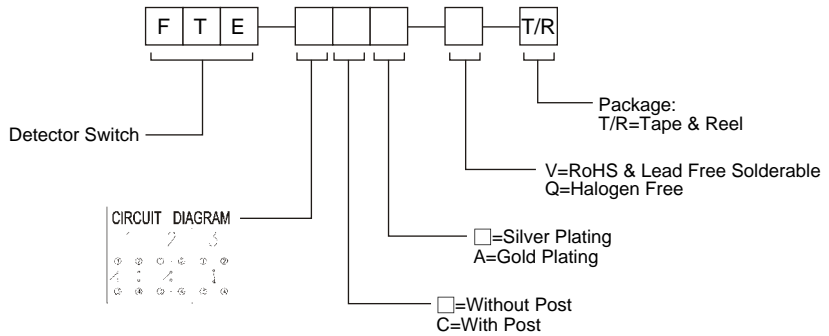 F T E T/R
Package:
T/R=Tape & Reel
Detector Switch
V=RoHS & Lead Free Solderable
Q=Halogen Free
CIRCUIT DIAGRAM
1 2 3
□=Silver Plating
A=Gold Plating
□=Without Post
C=With Post